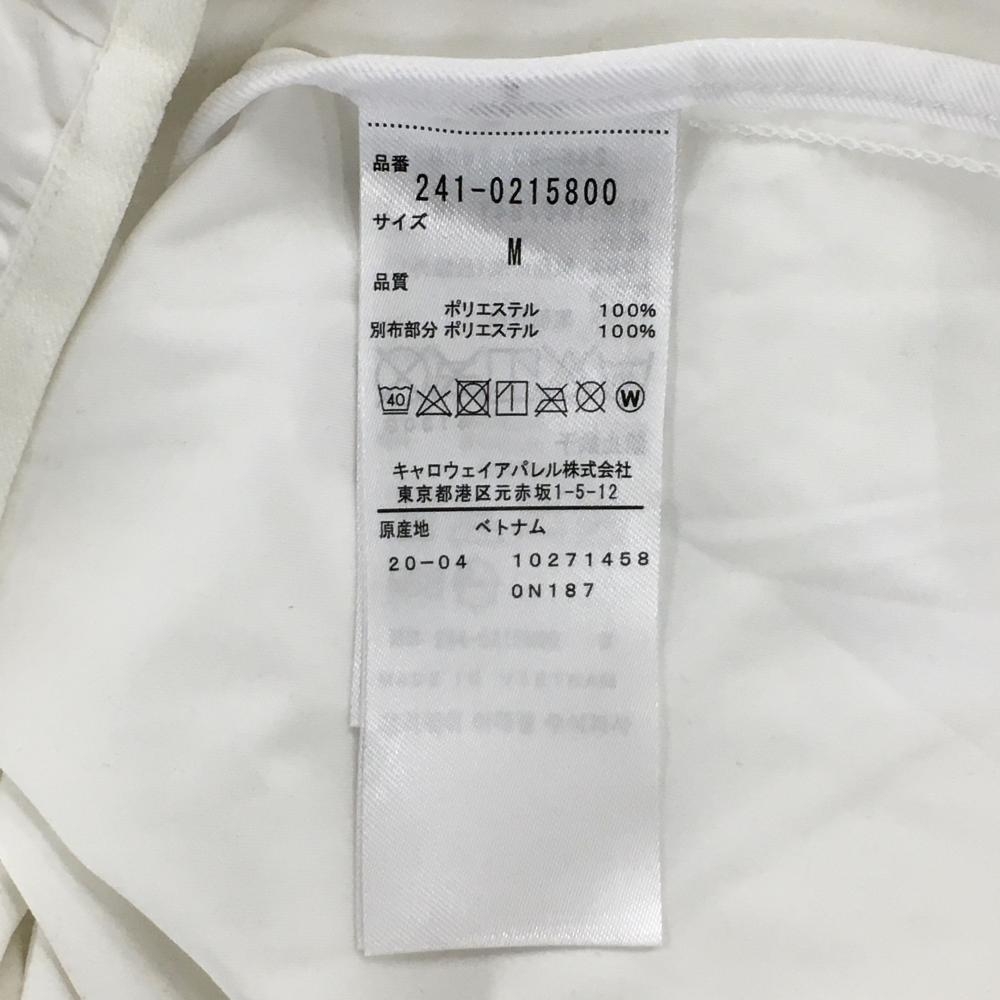 品番
241-0215800
サイズ
M
品質
ポリエステル 100%
別布部分 ポリエステル 100%
40 W
キャロウェイアパレル株式会社
東京都港区元赤坂1-5-12
原産地 ベトナム
20-04 10271458
0N187